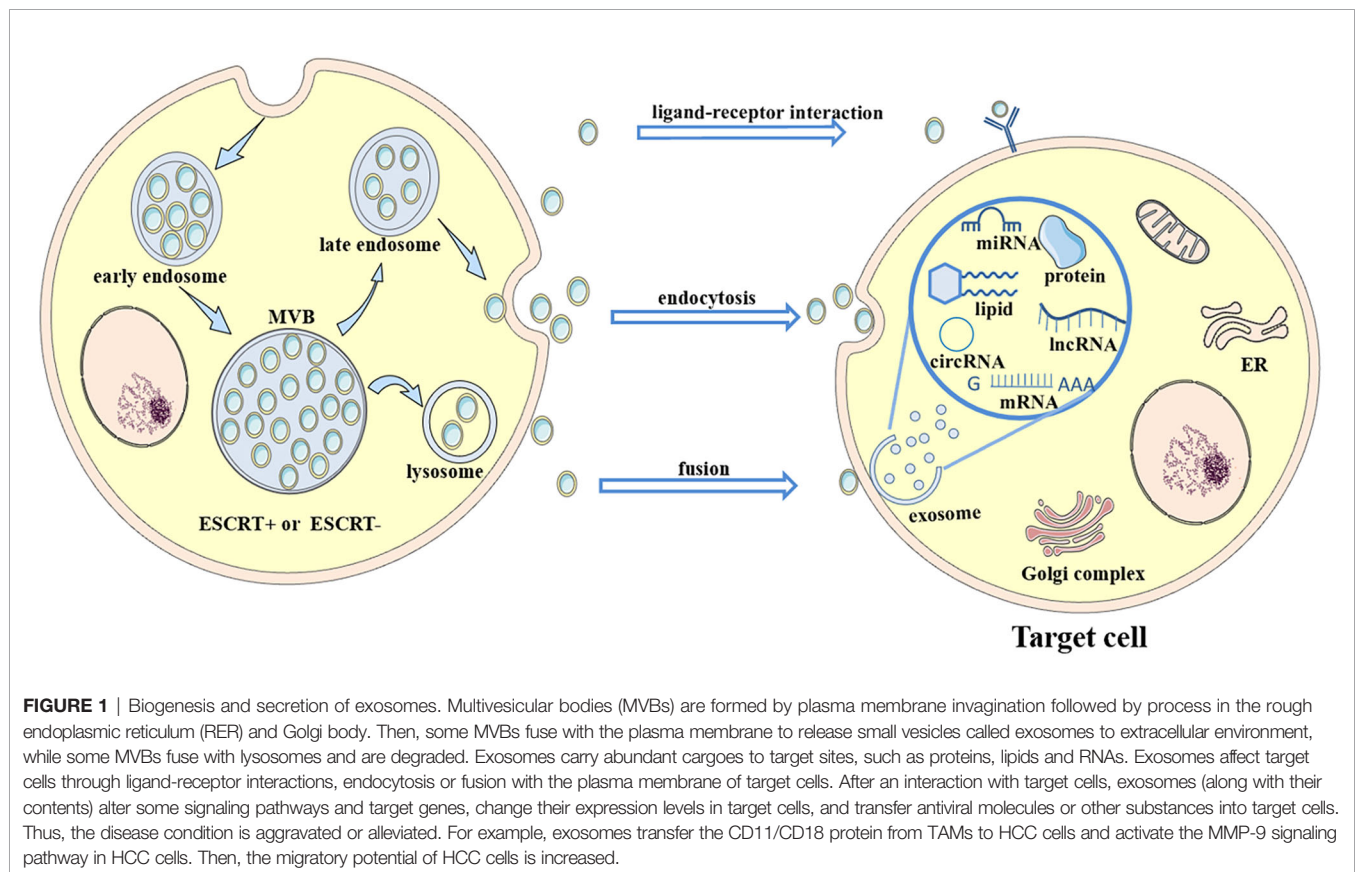 ligand-receptor interaction
miRNA
protein
late endosome
early endosome
lipid
endocytosis
MVB
lncRNA
circRNA
ER
G AAA
mRNA
lysosome
fusion
exosome
ESCRT+ or ESCRT-
Golgi complex
Target cell
FIGURE 1 | Biogenesis and secretion of exosomes. Multivesicular bodies (MVBs) are formed by plasma membrane invagination followed by process in the rough
endoplasmic reticulum (RER) and Golgi body. Then, some MVBs fuse with the plasma membrane to release small vesicles called exosomes to extracellular environment,
while some MVBs fuse with lysosomes and are degraded. Exosomes carry abundant cargoes to target sites, such as proteins, lipids and RNAs. Exosomes affect target
cells through ligand-receptor interactions, endocytosis or fusion with the plasma membrane of target cells. After an interaction with target cells, exosomes (along with their
contents) alter some signaling pathways and target genes, change their expression levels in target cells, and transfer antiviral molecules or other substances into target cells.
Thus, the disease condition is aggravated or alleviated. For example, exosomes transfer the CD11/CD18 protein from TAMs to HCC cells and activate the MMP-9 signaling
pathway in HCC cells. Then, the migratory potential of HCC cells is increased.